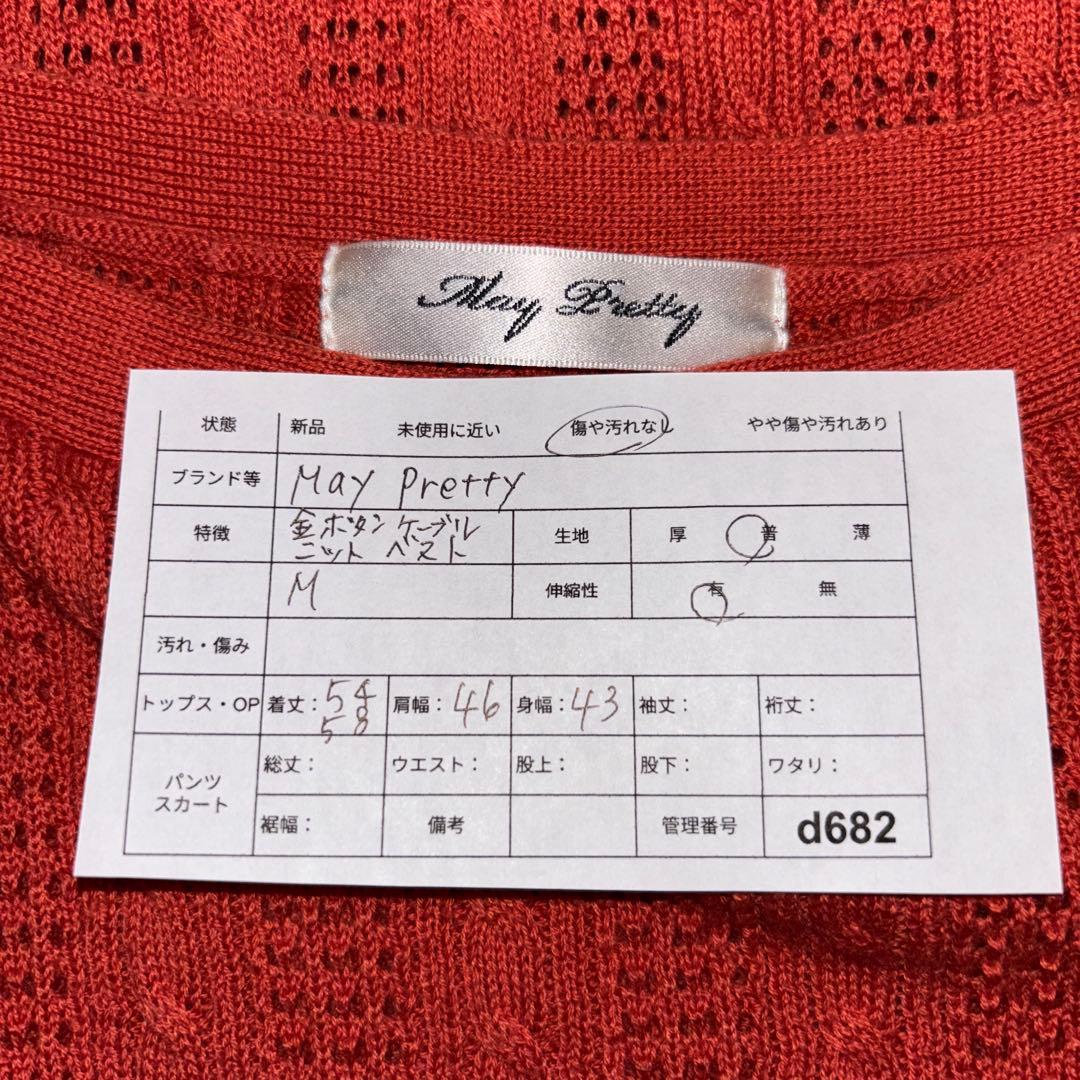 May Pretty
状態 新品 未使用に近い 傷や汚れなし やや傷や汚れあり
ブランド等 May Pretty
特徴 金ボタン ケーブル
ニット ベスト
生地 厚 普 薄
M 伸縮性 有 無
汚れ・傷み
トップス・OP 着丈: 54 肩幅: 46 身幅: 43 袖丈: 裄丈:
58
パンツ
スカート
総丈: ウエスト: 股上: 股下: ワタリ:
裾幅: 備考 管理番号 d682